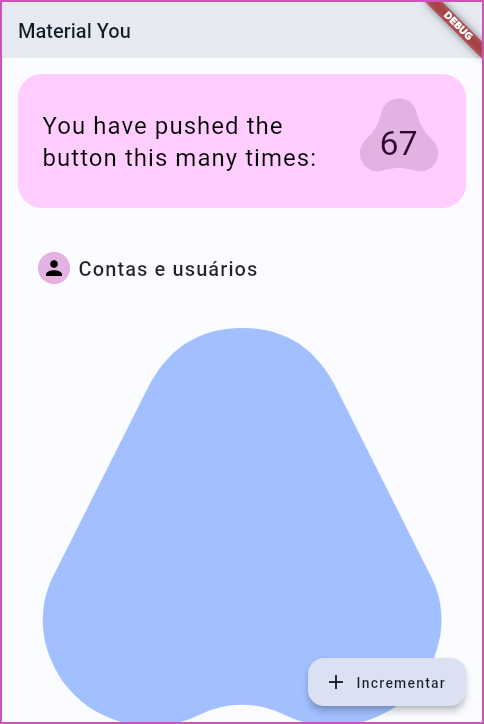 Material You
DEBUG
You have pushed the
button this many times:
67
Contas e usuários
Incrementar